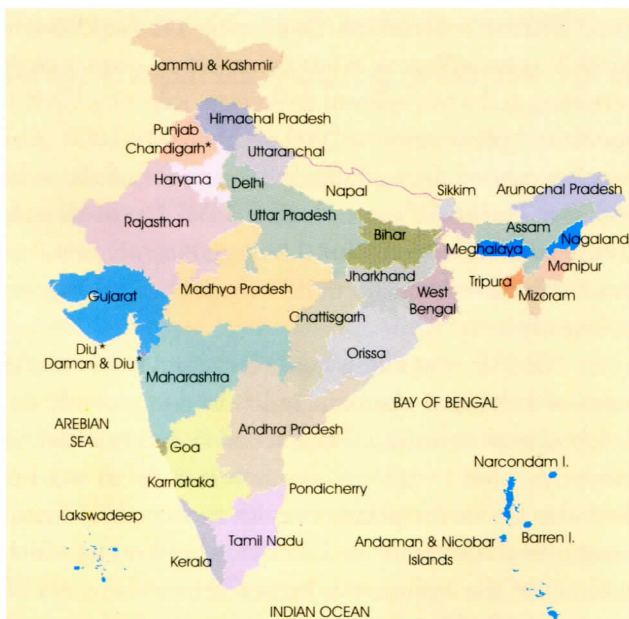 Jammu & Kashmir
Himachal Pradesh
Punjab
Chandigarh*
Uttaranchal
Haryana
Delhi
Napal
Sikkim
Arunachal Pradesh
Rajasthan
Uttar Pradesh
Bihar
Assam
Nagaland
Meghalaya
Manipur
Jharkhand
Tripura
Mizoram
West
Bengal
Gujarat
Madhya Pradesh
Chattisgarh
Orissa
Diu*
Daman & Diu*
Maharashtra
BAY OF BENGAL
AREBIAN
SEA
Andhra Pradesh
Goa
Narcondam I.
Karnataka
Pondicherry
Lakswadeep
Tamil Nadu
Kerala
Andaman & Nicobar
Islands
Barren I.
INDIAN OCEAN